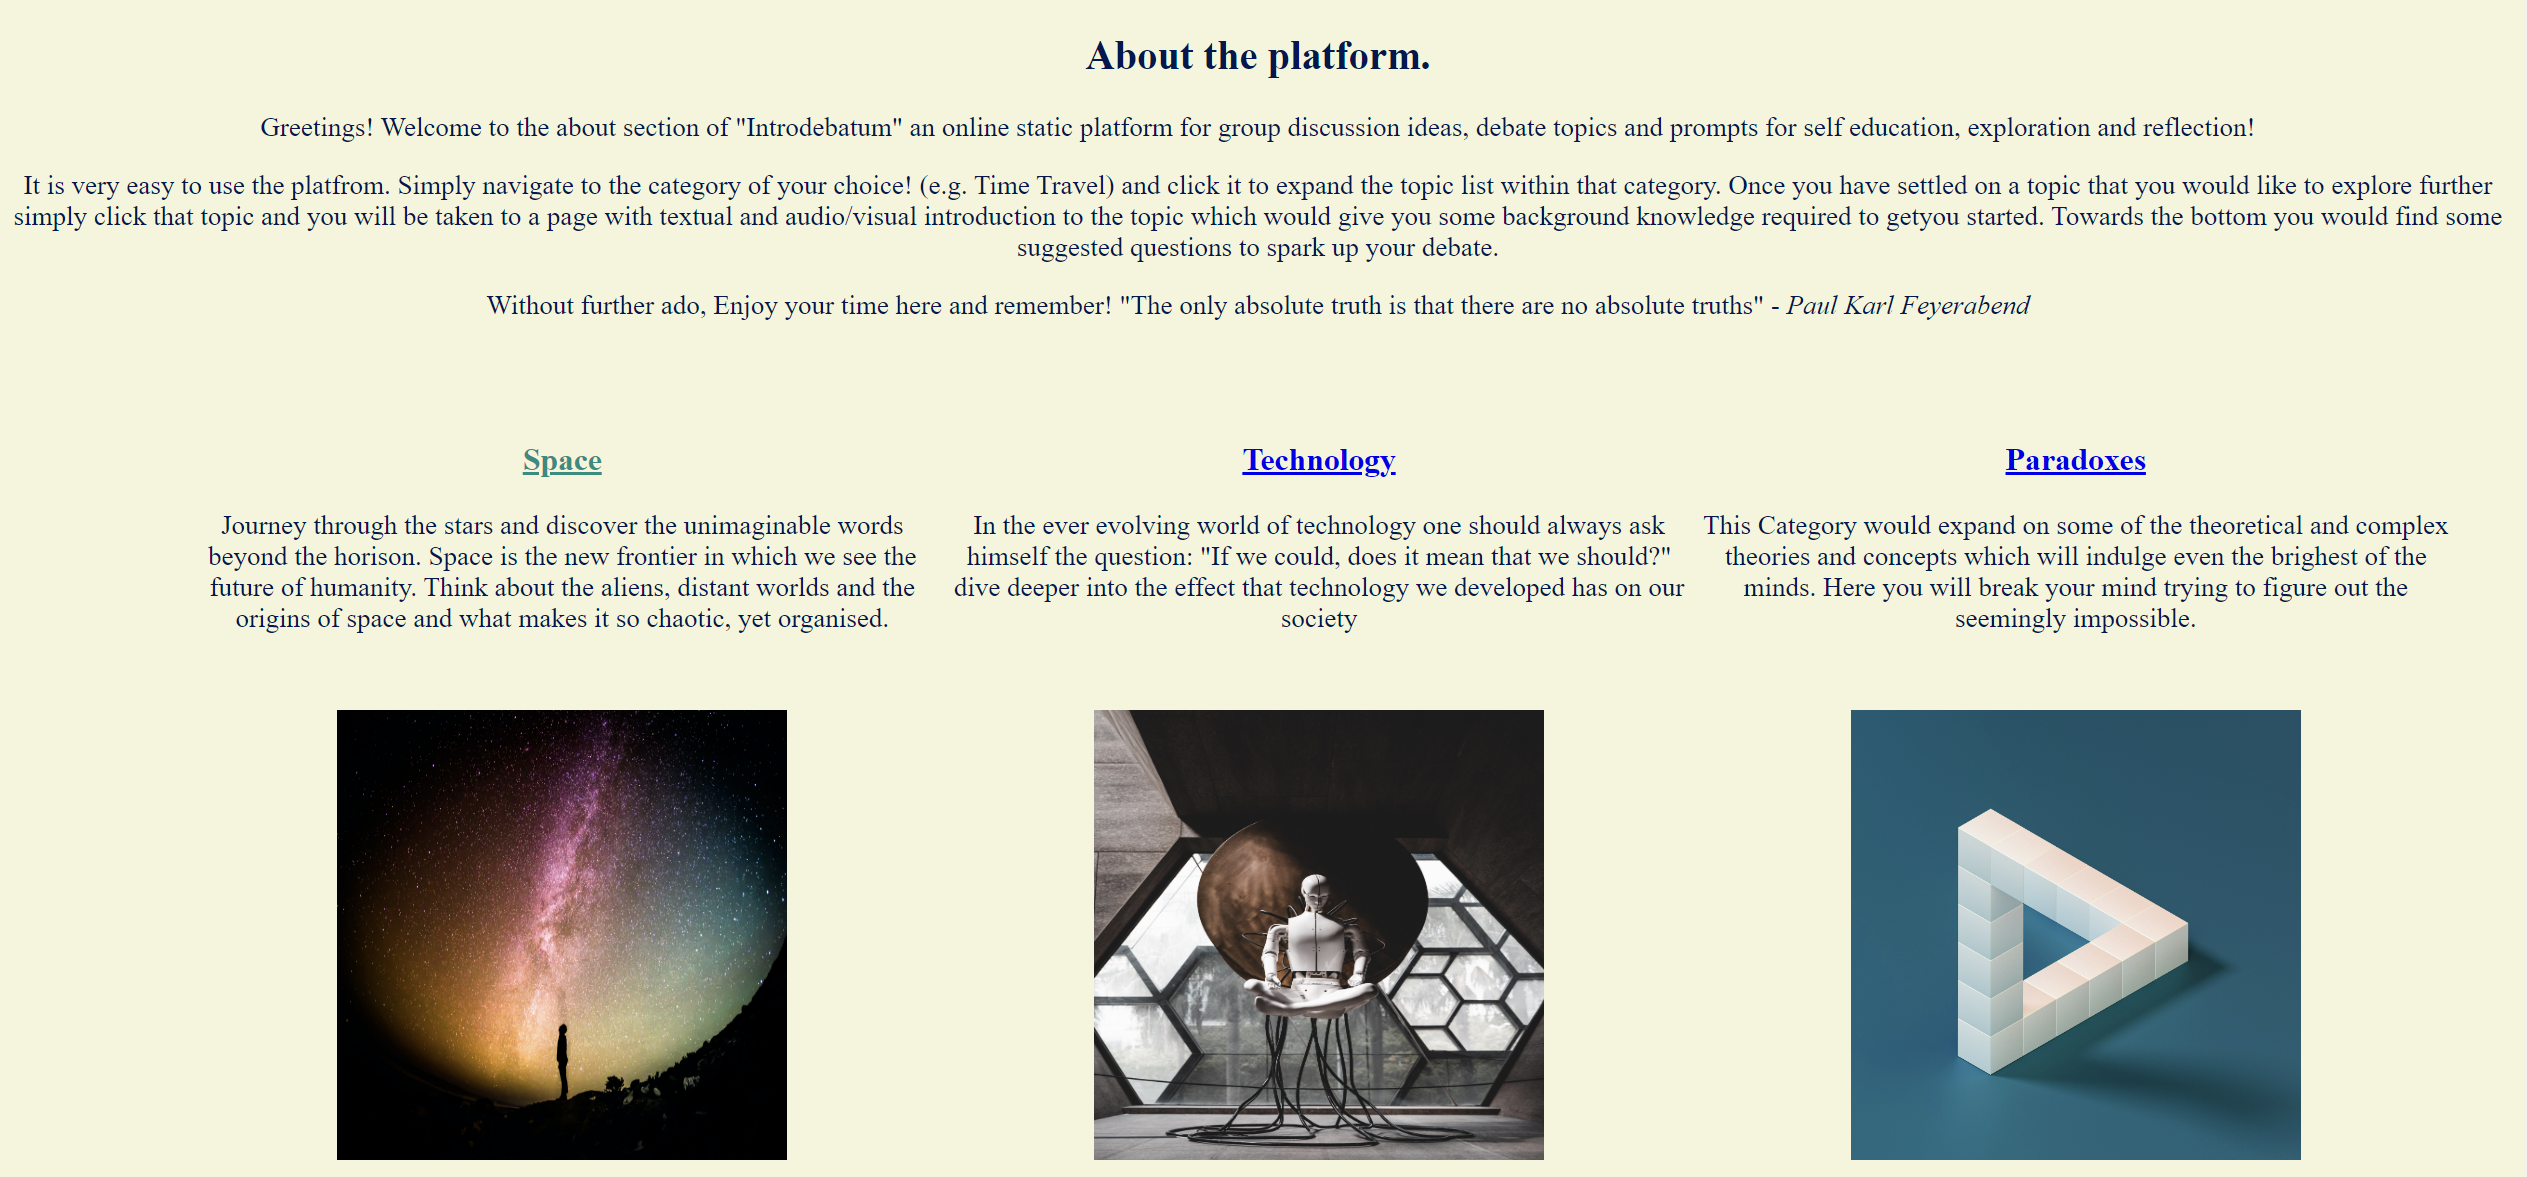 About the platform.
Greetings! Welcome to the about section of "Introdebatum" an online static platform for group discussion ideas, debate topics and prompts for self education, exploration and reflection!
It is very easy to use the platfrom. Simply navigate to the category of your choice! (e.g. Time Travel) and click it to expand the topic list within that category. Once you have settled on a topic that you would like to explore further
simply click that topic and you will be taken to a page with textual and audio/visual introduction to the topic which would give you some background knowledge required to getyou started. Towards the bottom you would find some
suggested questions to spark up your debate.
Without further ado, Enjoy your time here and remember! "The only absolute truth is that there are no absolute truths" - Paul Karl Feyerabend
Space
Journey through the stars and discover the unimaginable words
beyond the horison. Space is the new frontier in which we see the
future of humanity. Think about the aliens, distant worlds and the
origins of space and what makes it so chaotic, yet organised.
Technology
In the ever evolving world of technology one should always ask
himself the question: "If we could, does it mean that we should?"
dive deeper into the effect that technology we developed has on our
society
Paradoxes
This Category would expand on some of the theoretical and complex
theories and concepts which will indulge even the brighest of the
minds. Here you will break your mind trying to figure out the
seemingly impossible.